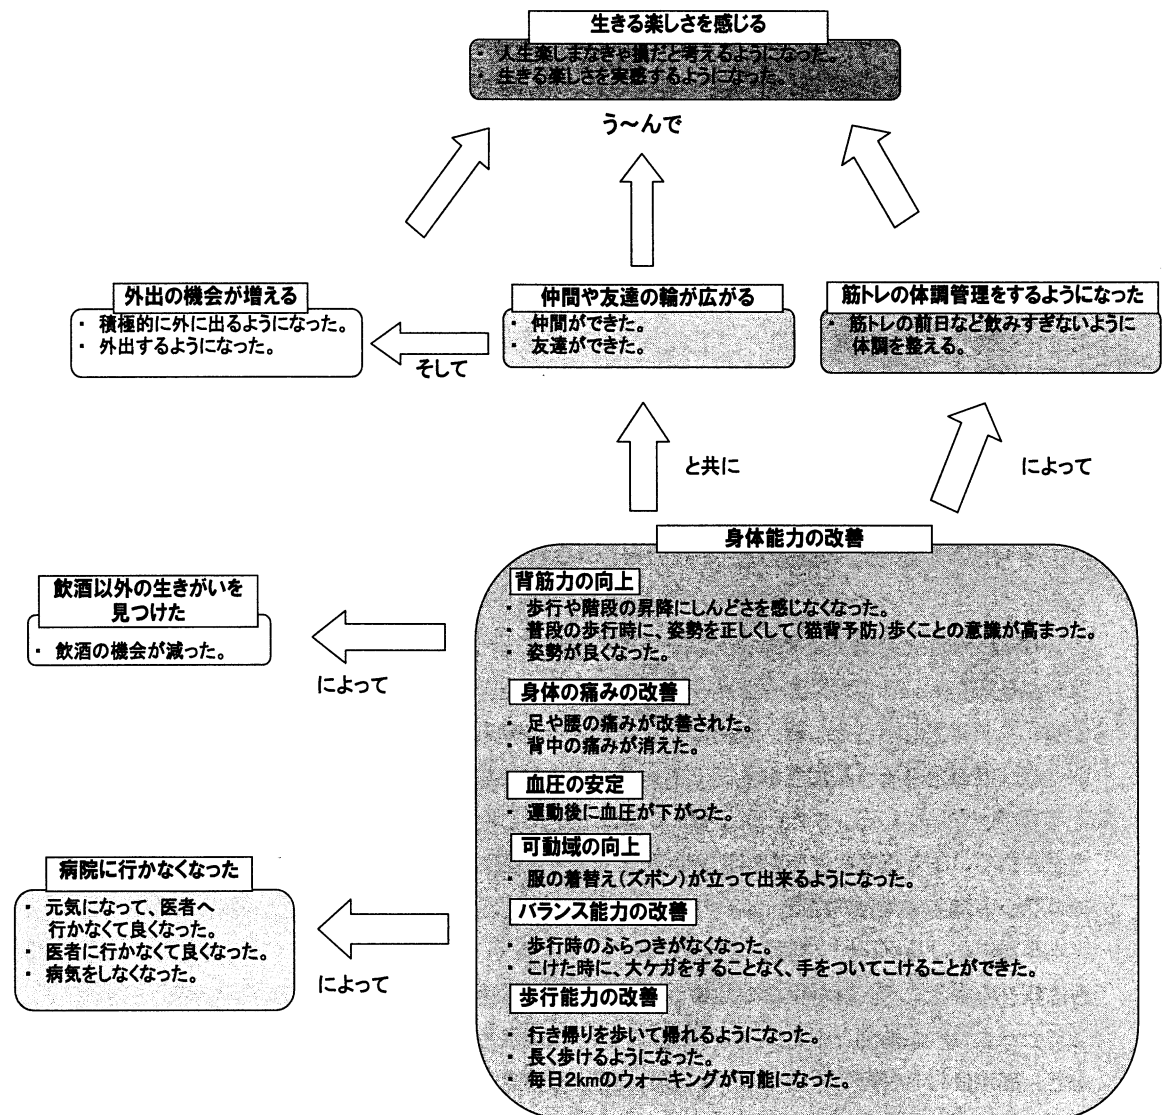 生きる楽しさを感じる
・ 人生楽しまなきゃ損だと考えるようになった。
・ 生きる楽しさを実感するようになった。
う～んで
外出の機会が増える
・ 積極的に外に出るようになった。
・ 外出するようになった。
そして
仲間や友達の輪が広がる
・ 仲間ができた。
・ 友達ができた。
筋トレの体調管理をするようになった
・ 筋トレの前日など飲みすぎないように
体調を整える。
と共に
によって
身体能力の改善
背筋力の向上
・ 歩行や階段の昇降にしんどさを感じなくなった。
・ 普段の歩行時に、姿勢を正しくして(猫背予防)歩くことの意識が高まった。
・ 姿勢が良くなった。
身体の痛みの改善
・ 足や腰の痛みが改善された。
・ 背中の痛みが消えた。
血圧の安定
・ 運動後に血圧が下がった。
可動域の向上
・ 服の着替え(ズボン)が立って出来るようになった。
バランス能力の改善
・ 歩行時のふらつきがなくなった。
・ こけた時に、大ケガをすることなく、手をついてこけることができた。
歩行能力の改善
・ 行き帰りを歩いて帰れるようになった。
・ 長く歩けるようになった。
・ 毎日2kmのウォーキングが可能になった。
飲酒以外の生きがいを
見つけた
・ 飲酒の機会が減った。
によって
病院に行かなくなった
・ 元気になって、医者へ
行かなくて良くなった。
・ 医者に行かなくて良くなった。
・ 病気をしなくなった。
によって